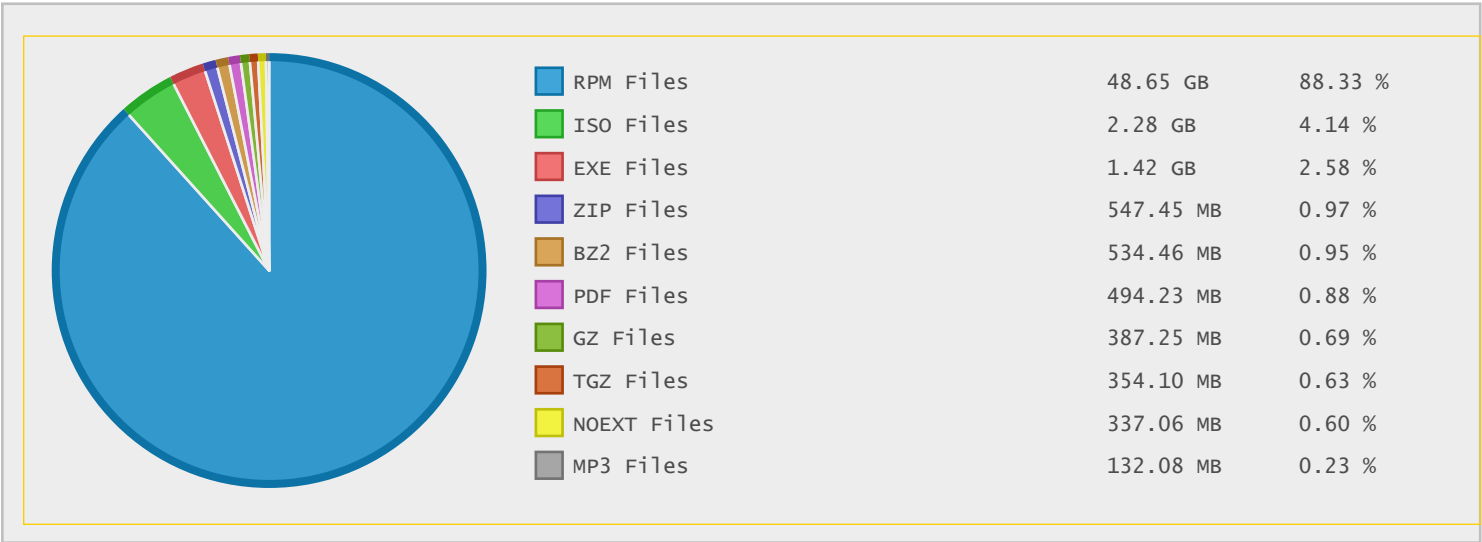 RPM Files 48.65 GB 88.33 %
ISO Files 2.28 GB 4.14 %
EXE Files 1.42 GB 2.58 %
ZIP Files 547.45 MB 0.97 %
BZ2 Files 534.46 MB 0.95 %
PDF Files 494.23 MB 0.88 %
GZ Files 387.25 MB 0.69 %
TGZ Files 354.10 MB 0.63 %
NOEXT Files 337.06 MB 0.60 %
MP3 Files 132.08 MB 0.23 %